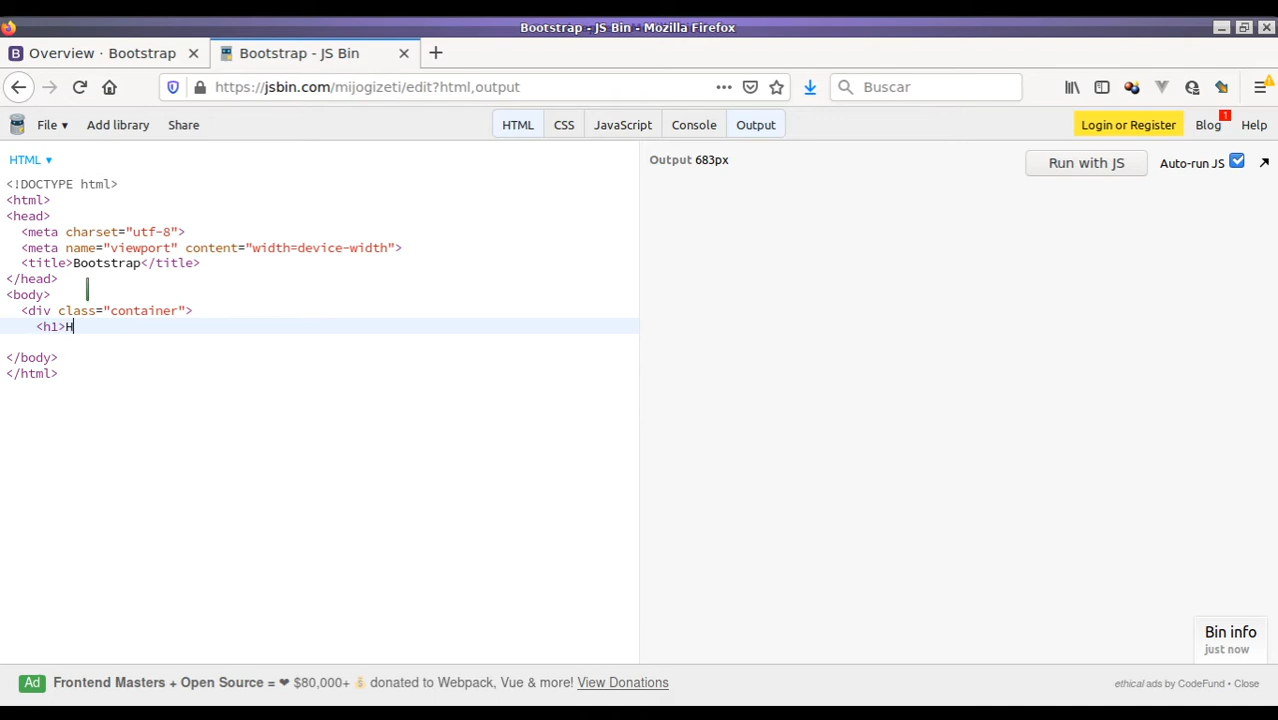 Bootstrap - JS Bin - Mozilla Firefox
B Overview · Bootstrap
Bootstrap - JS Bin
https://jsbin.com/mijogizeti/edit?html,output
Buscar
File Add library Share HTML CSS JavaScript Console Output Login or Register Blog 1 Help
HTML
Output 683px
Run with JS
Auto-run JS
<!DOCTYPE html>
<html>
<head>
<meta charset="utf-8">
<meta name="viewport" content="width=device-width">
<title>Bootstrap</title>
</head>
<body>
<div class="container">
<h1>H
</body>
</html>
Bin info
just now
Ad Frontend Masters + Open Source = ❤ $80,000+ 💰 donated to Webpack, Vue & more! View Donations
ethical ads by CodeFund • Close